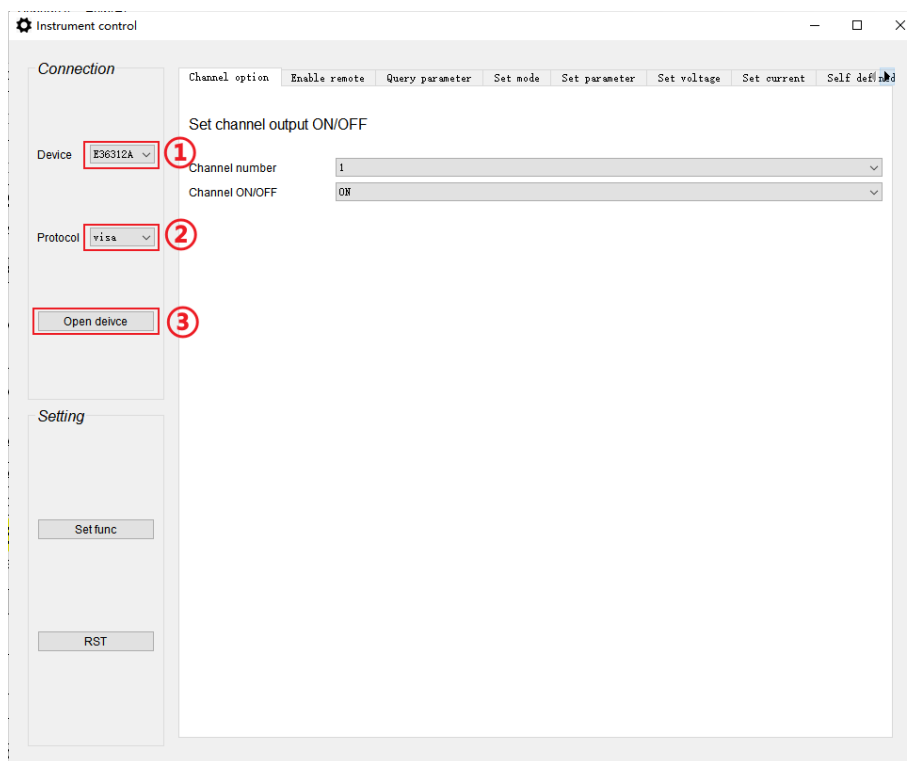 Instrument control
Connection
Channel option Enable remote Query parameter Set mode Set parameter Set voltage Set current Self defined
Set channel output ON/OFF
Device E36312A ①
Channel number 1
Channel ON/OFF ON
Protocol visa ②
Open deivce ③
Setting
Set func
RST